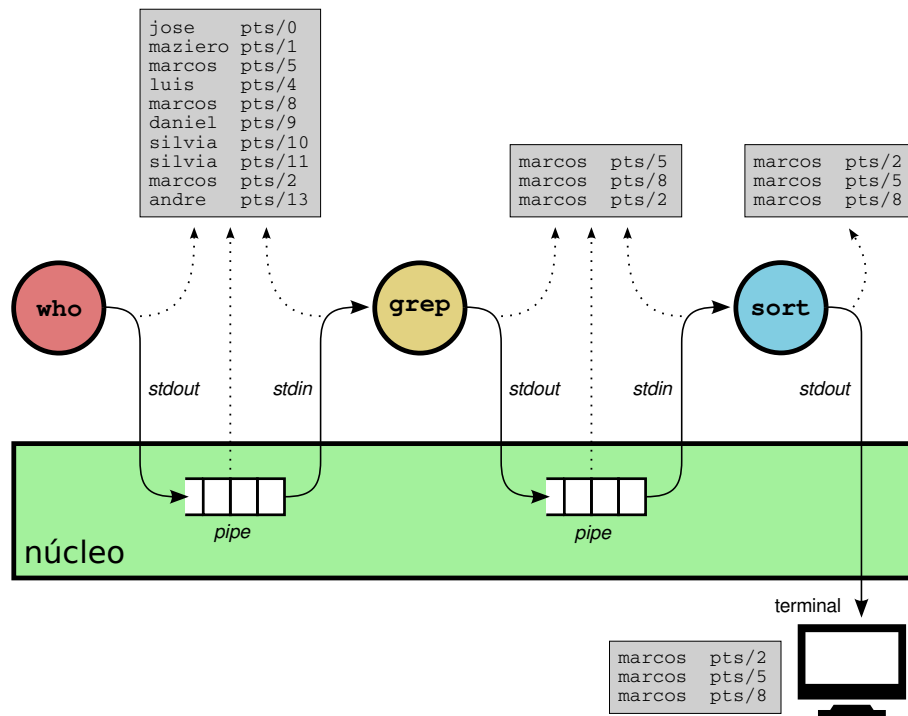 jose     pts/0
maziero pts/1
marcos   pts/5
luis     pts/4
marcos   pts/8
daniel   pts/9
silvia   pts/10
silvia   pts/11
marcos   pts/2
andre    pts/13
marcos   pts/5
marcos   pts/8
marcos   pts/2
marcos   pts/2
marcos   pts/5
marcos   pts/8
who
grep
sort
stdout
stdin
stdout
stdin
stdout
pipe
pipe
núcleo
terminal
marcos   pts/2
marcos   pts/5
marcos   pts/8